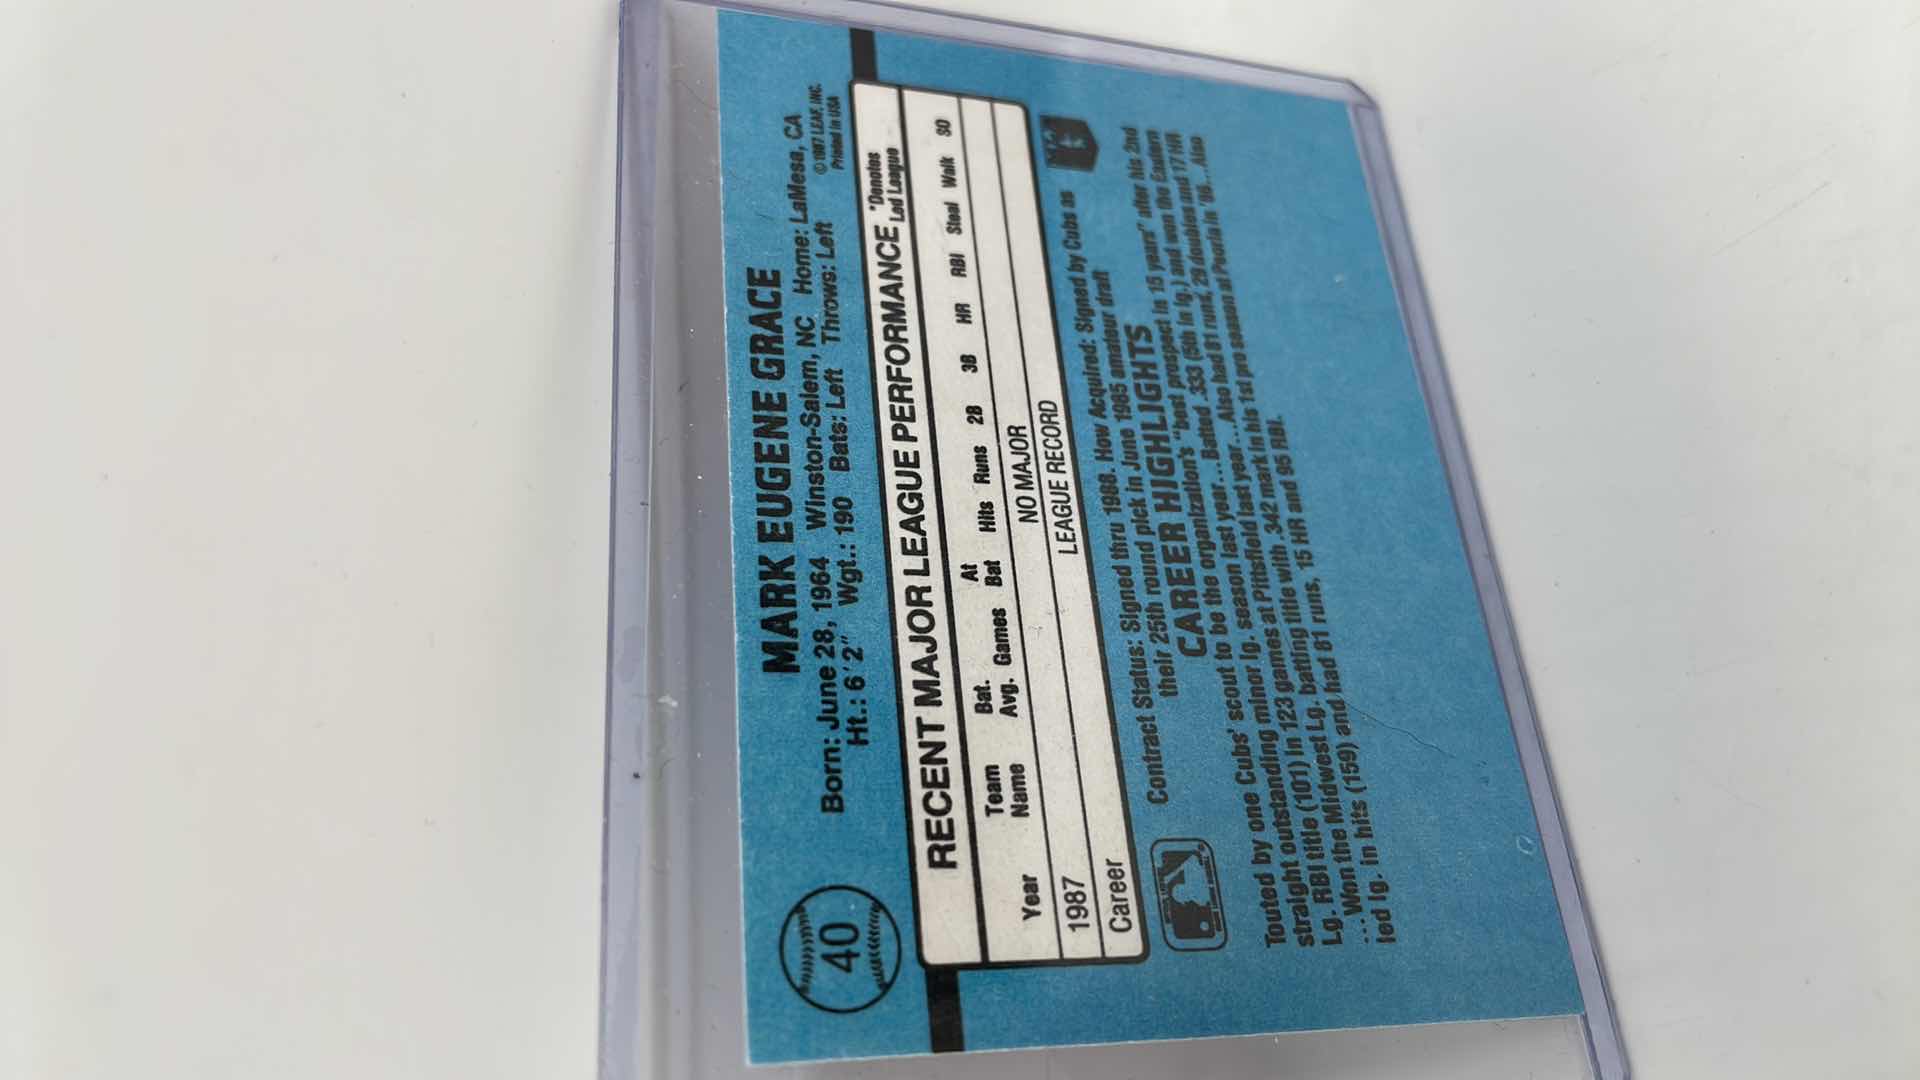 40
MARK EUGENE GRACE
Born: June 28, 1964 Winston-Salem, NC Home: LaMesa, CA
Ht.: 6'2" Wgt.: 190 Bats: Left Throws: Left
© 1987 LEAF, INC.
Printed in USA
RECENT MAJOR LEAGUE PERFORMANCE
*Denotes
Led League
Year Team Name Bat. Avg. Games At Bat Hits Runs 2B 3B HR RBI Steal Walk SO
1987 NO MAJOR
Career LEAGUE RECORD
Contract Status: Signed thru 1988. How Acquired: Signed by Cubs as
their 25th round pick in June 1985 amateur draft
CAREER HIGHLIGHTS
Touted by one Cubs' scout to be the organization's "best prospect in 15 years" after his 2nd
straight outstanding minor lg. season last year...Batted .333 (5th in lg.) and won the Eastern
Lg. RBI title (101) in 123 games at Pittsfield last year...Also had 81 runs, 29 doubles and 17 HR
...Won the Midwest Lg. batting title with .342 mark in his 1st pro season at Peoria in '86...Also
led lg. in hits (159) and had 81 runs, 15 HR and 95 RBI.